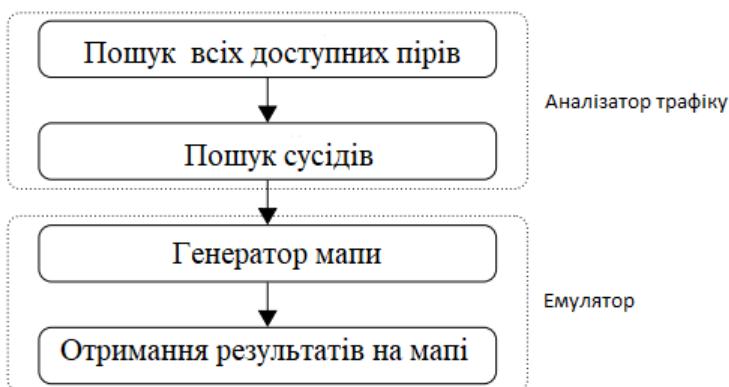 Пошук всіх доступних пірів
Аналізатор трафіку
Пошук сусідів
Генератор мапи
Емулятор
Отримання результатів на мапі